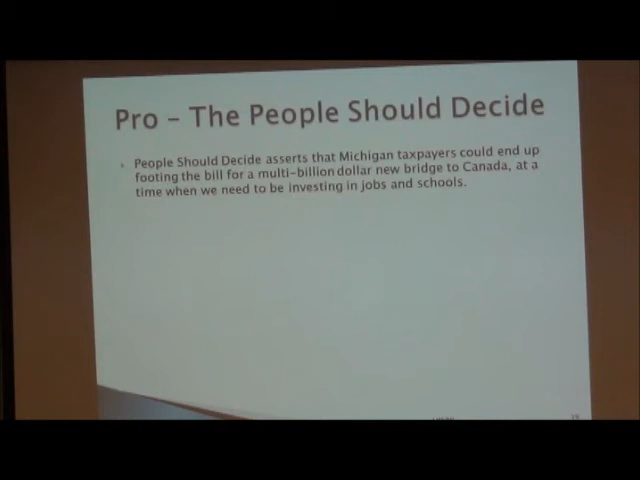 Pro – The People Should Decide
People Should Decide asserts that Michigan taxpayers could end up
footing the bill for a multi-billion dollar new bridge to Canada, at a
time when we need to be investing in jobs and schools.